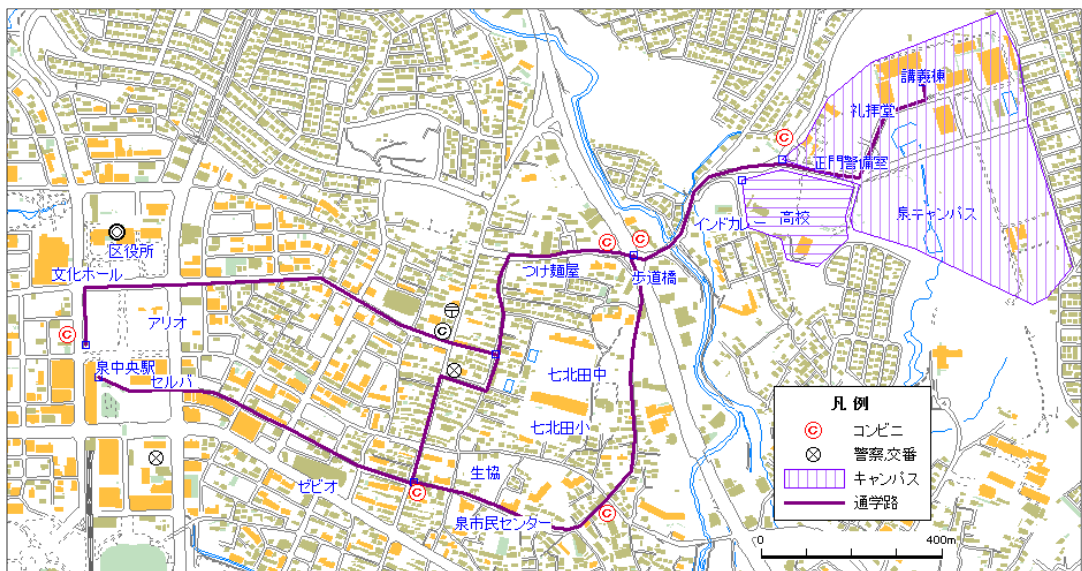 講義棟
礼拝堂
正門警備室
泉キャンパス
高校
インドカレー
歩道橋
つけ麺屋
区役所
文化ホール
アリオ
泉中央駅
セルバ
七北田中
七北田小
生協
ゼビオ
泉市民センター
凡 例
コンビニ
警察,交番
キャンパス
通学路
0 400m